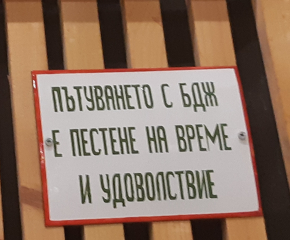 ПЪТУВАНЕТО С БДЖ
Е ПЕСТЕНЕ НА ВРЕМЕ
И УДОВОЛСТВИЕ